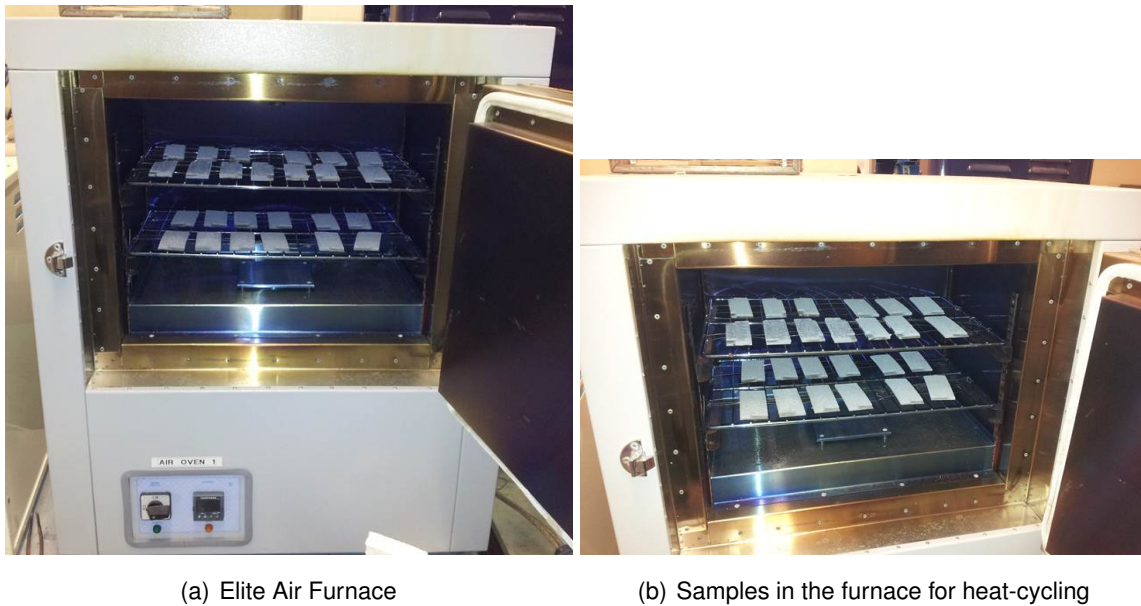 AIR OVEN 1
(a) Elite Air Furnace
(b) Samples in the furnace for heat-cycling